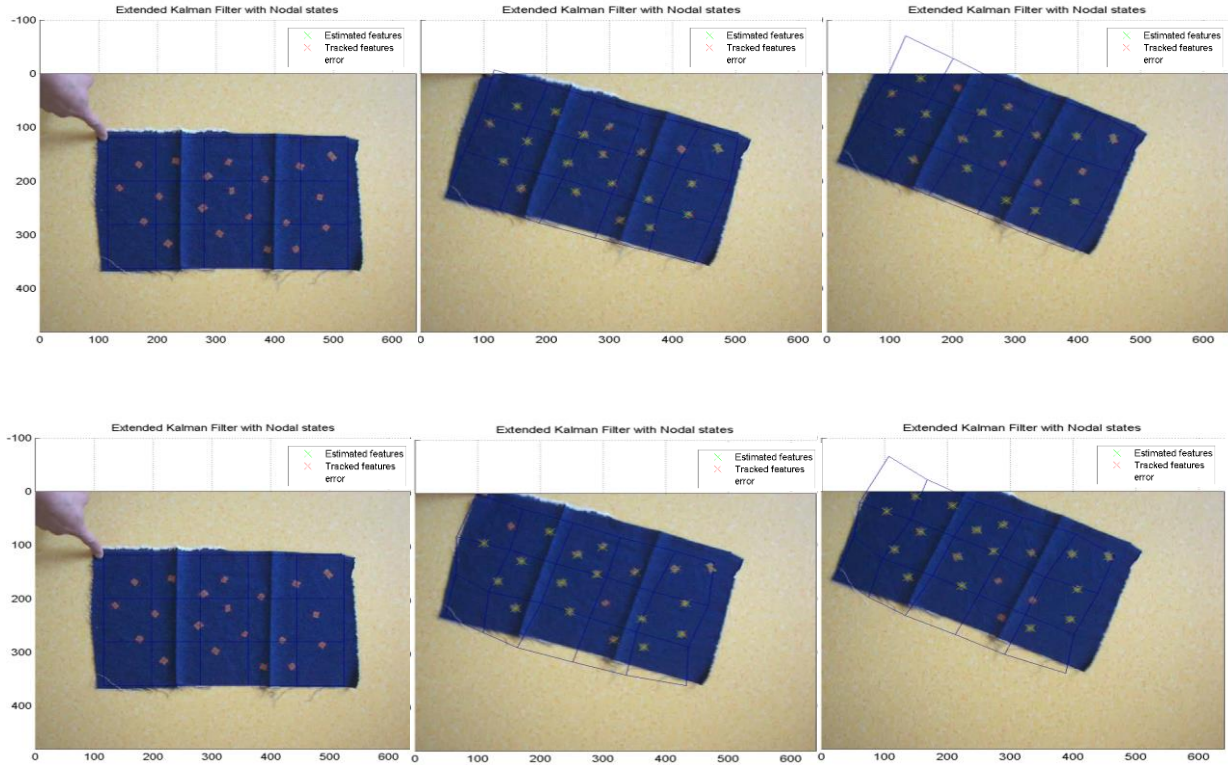 Extended Kalman Filter with Nodal states
Extended Kalman Filter with Nodal states
Extended Kalman Filter with Nodal states
-100
0
100
200
300
400
Estimated features
Tracked features
error
Estimated features
Tracked features
error
Estimated features
Tracked features
error
0 100 200 300 400 500 600
100 200 300 400 500 600
0 100 200 300 400 500 600
Extended Kalman Filter with Nodal states
Extended Kalman Filter with Nodal states
Extended Kalman Filter with Nodal states
-100
0
100
200
300
400
Estimated features
Tracked features
error
Estimated features
Tracked features
error
Estimated features
Tracked features
error
0 100 200 300 400 500 600
0 100 200 300 400 500 600
0 100 200 300 400 500 600